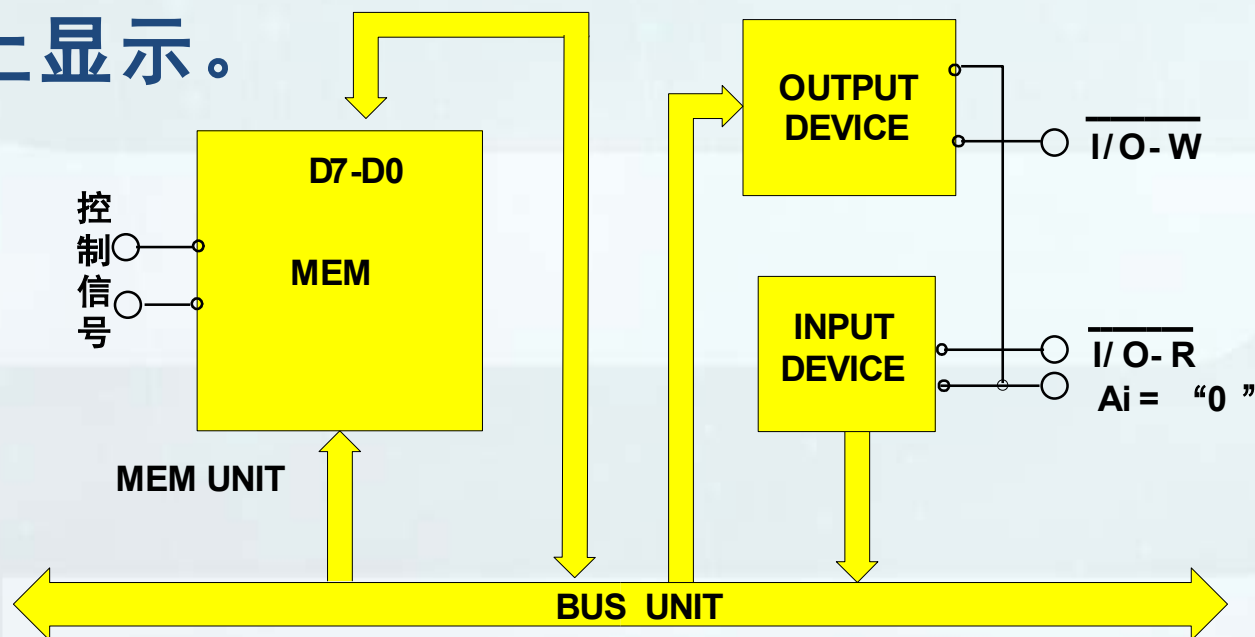 上显示。
OUTPUT
DEVICE
I/O-W
D7-D0
控
制
信
号
MEM
INPUT
DEVICE
I/O-R
Ai = “0 ”
MEM UNIT
BUS UNIT